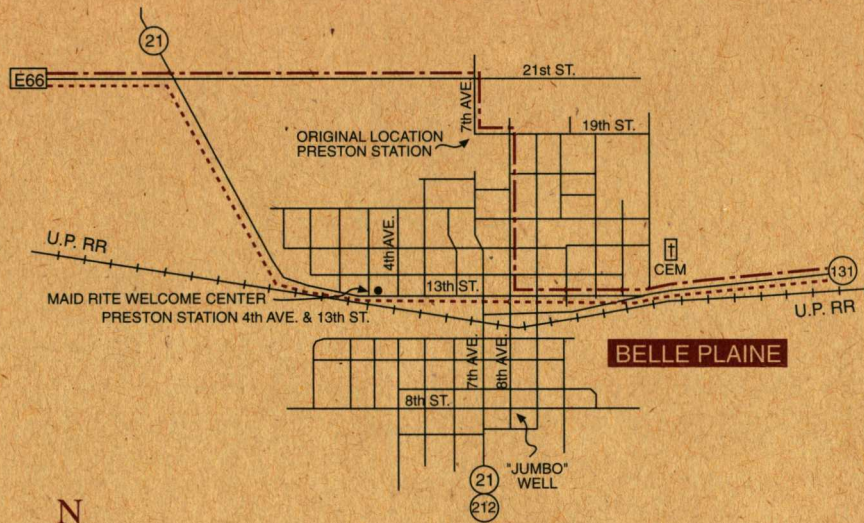 21
E66
21st ST.
7th AVE.
19th ST.
ORIGINAL LOCATION
PRESTON STATION
U.P. RR
4th AVE.
CEM
131
13th ST.
MAID RITE WELCOME CENTER
PRESTON STATION 4th AVE. & 13th ST.
U.P. RR
7th AVE.
8th AVE.
BELLE PLAINE
8th ST.
"JUMBO"
WELL
21
212
N